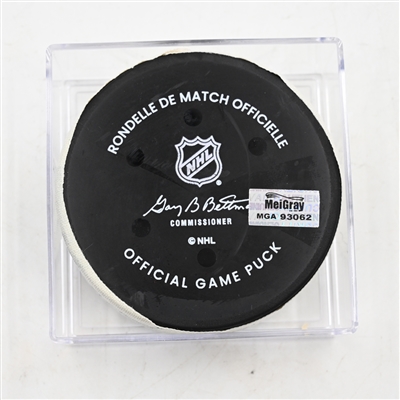 RONDELLE DE MATCH OFFICIELLE
NHL
Gary B Bettman
COMMISSIONER
© NHL
OFFICIAL GAME PUCK
MeiGray
MGA 93062